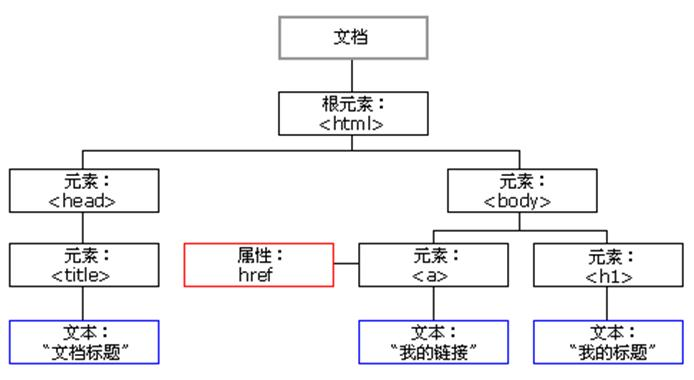 文档
根元素：
<html>
元素：
<head>
元素：
<body>
元素：
<title>
属性：
href
元素：
<a>
元素：
<h1>
文本：
"文档标题"
文本：
"我的链接"
文本：
"我的标题"